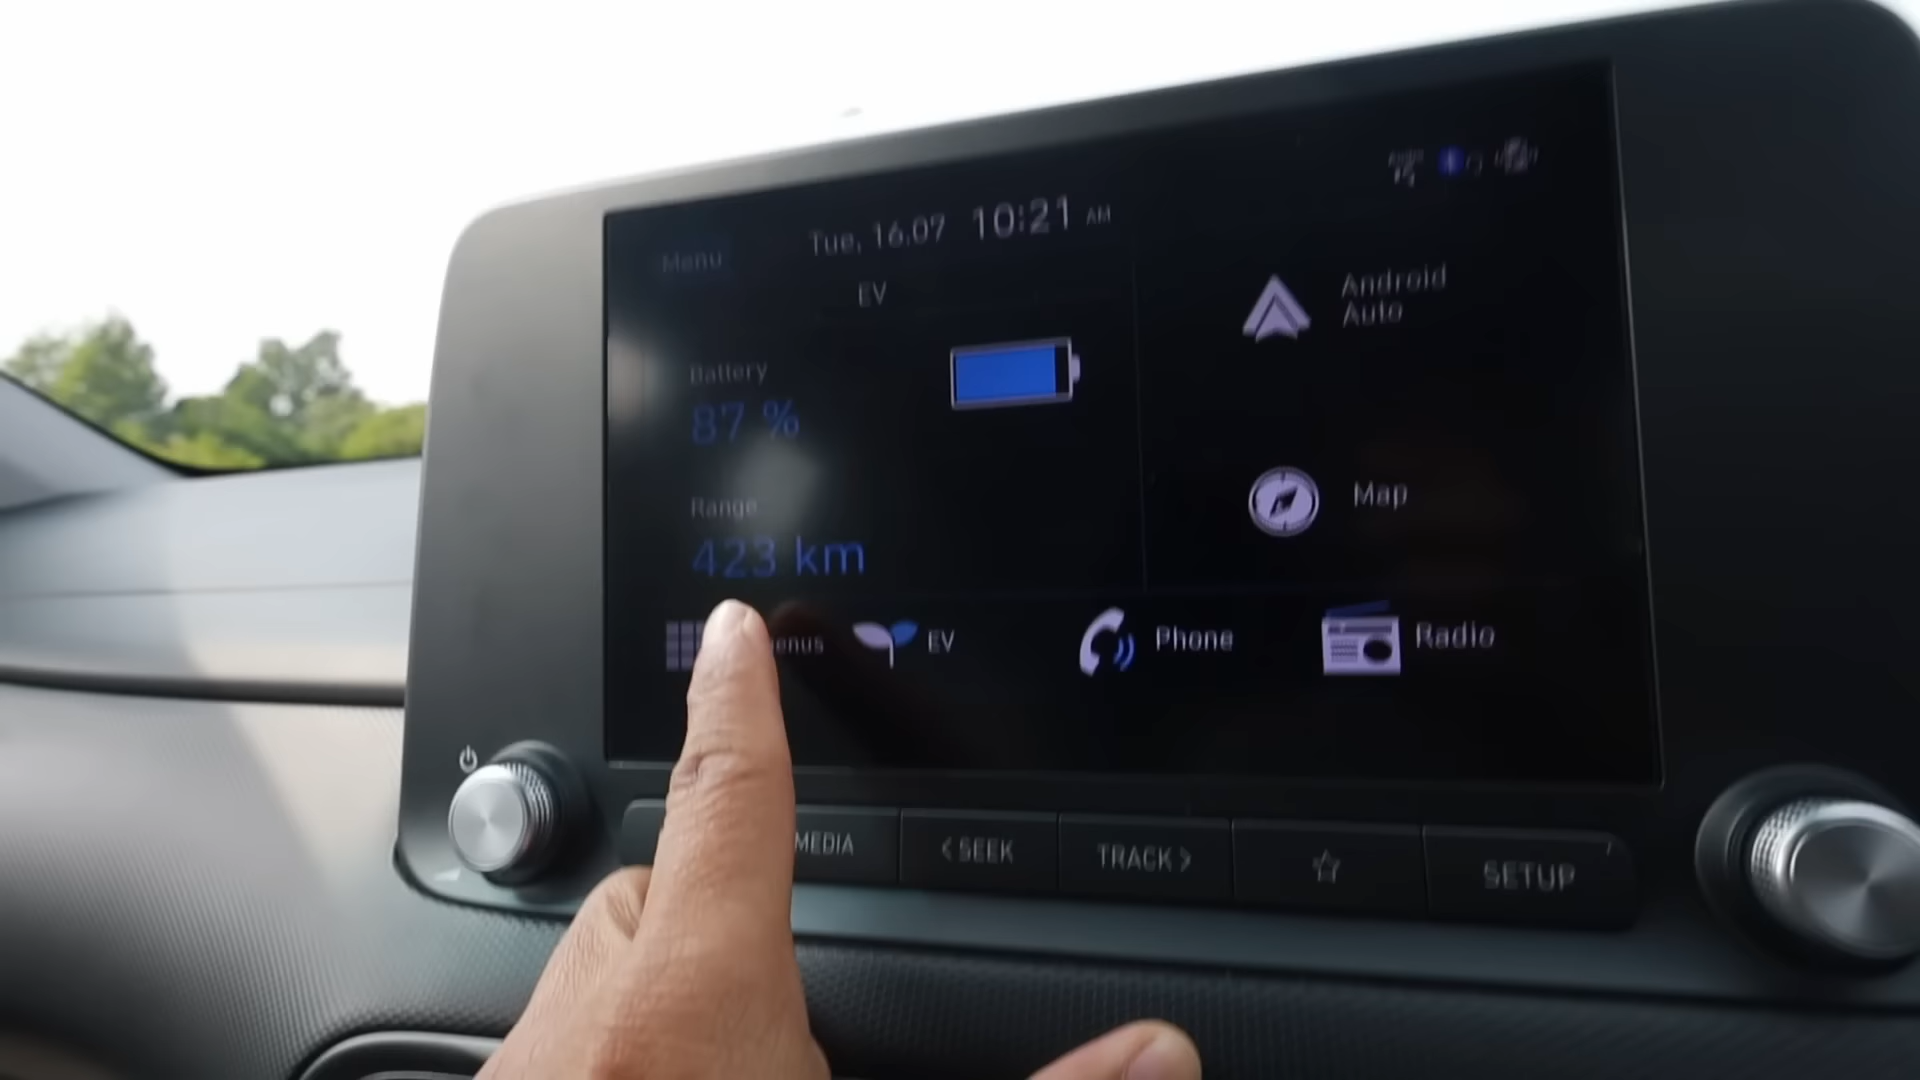 Menu
Tue, 16.07 10:21 AM
EV
Battery
87 %
Range
423 km
Android
Auto
Map
enus
EV
Phone
Radio
MEDIA
< SEEK
TRACK >
SETUP